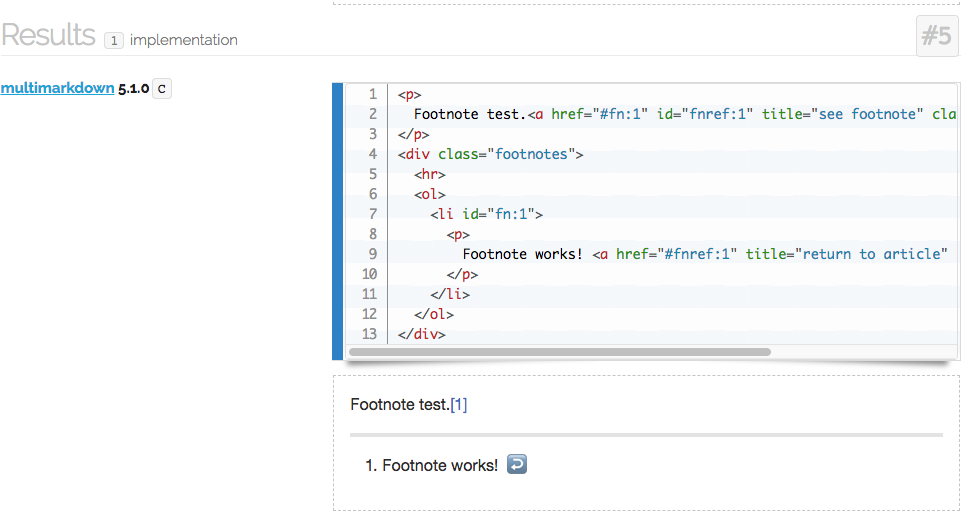 Results 1 implementation
#5
multimarkdown 5.1.0 C
1 <p>
2 Footnote test.<a href="#fn:1" id="fnref:1" title="see footnote" cla
3 </p>
4 <div class="footnotes">
5 <hr>
6 <ol>
7 <li id="fn:1">
8 <p>
9 Footnote works! <a href="#fnref:1" title="return to article"
10 </p>
11 </li>
12 </ol>
13 </div>
Footnote test.[1]
1. Footnote works! ↩